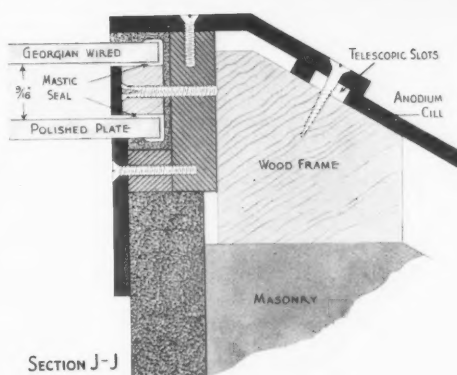 GEORGIAN WIRED
TELESCOPIC SLOTS
MASTIC
SEAL
9/16"
ANODIUM
CILL
POLISHED PLATE
WOOD FRAME
MASONRY
SECTION J-J